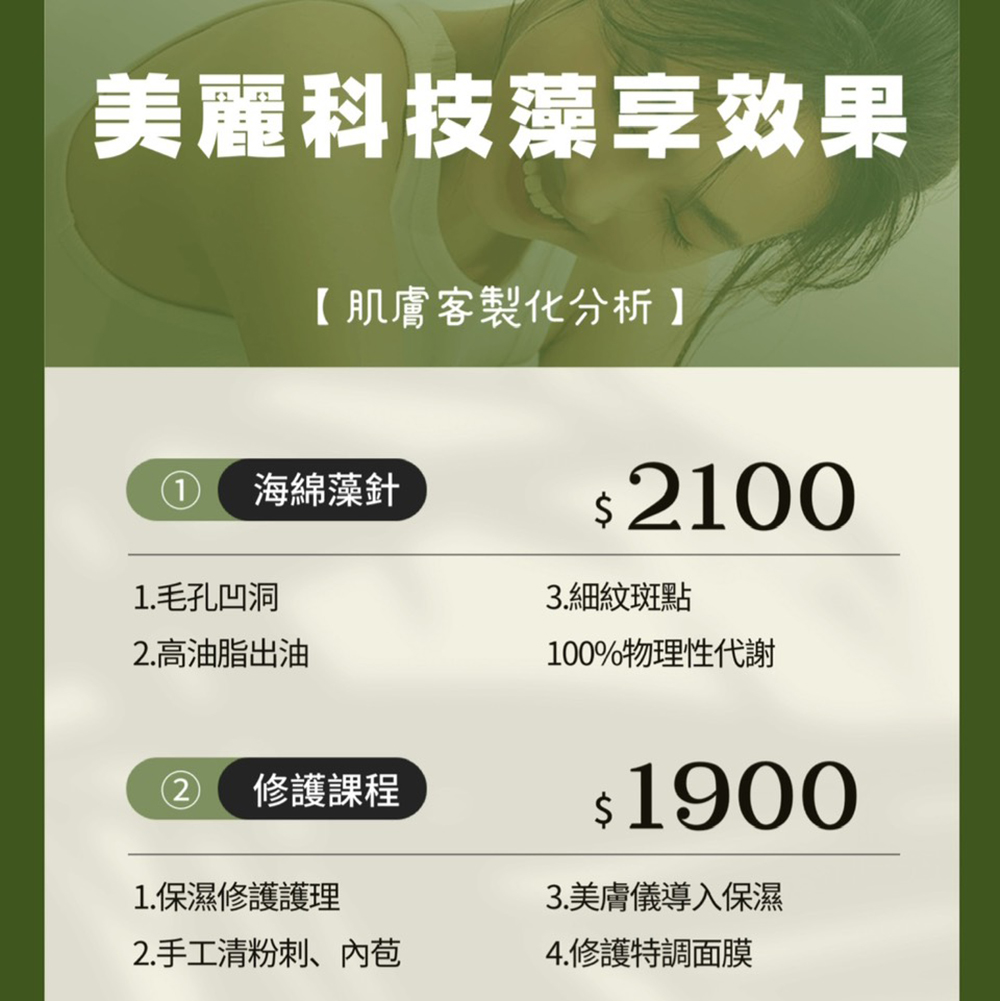 美麗科技藻享效果
【肌膚客製化分析】
① 海綿藻針 $2100
1.毛孔凹洞 3.細紋斑點
2.高油脂出油 100%物理性代謝
② 修護課程 $1900
1.保濕修護護理 3.美膚儀導入保濕
2.手工清粉刺、內苞 4.修護特調面膜